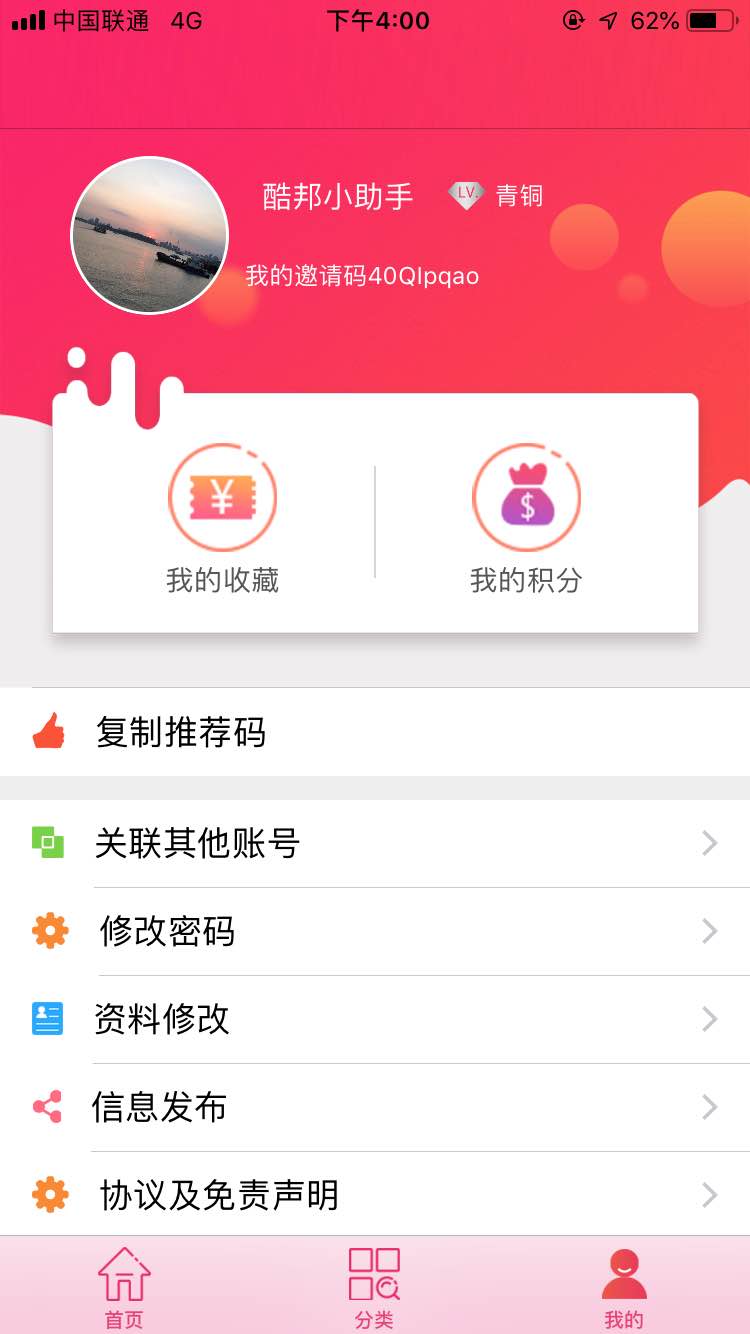 中国联通 4G 下午4:00 62%
酷邦小助手 LV. 青铜
我的邀请码40QIpqao
¥ $
我的收藏 我的积分
复制推荐码
关联其他账号
修改密码
资料修改
信息发布
协议及免责声明
首页 分类 我的